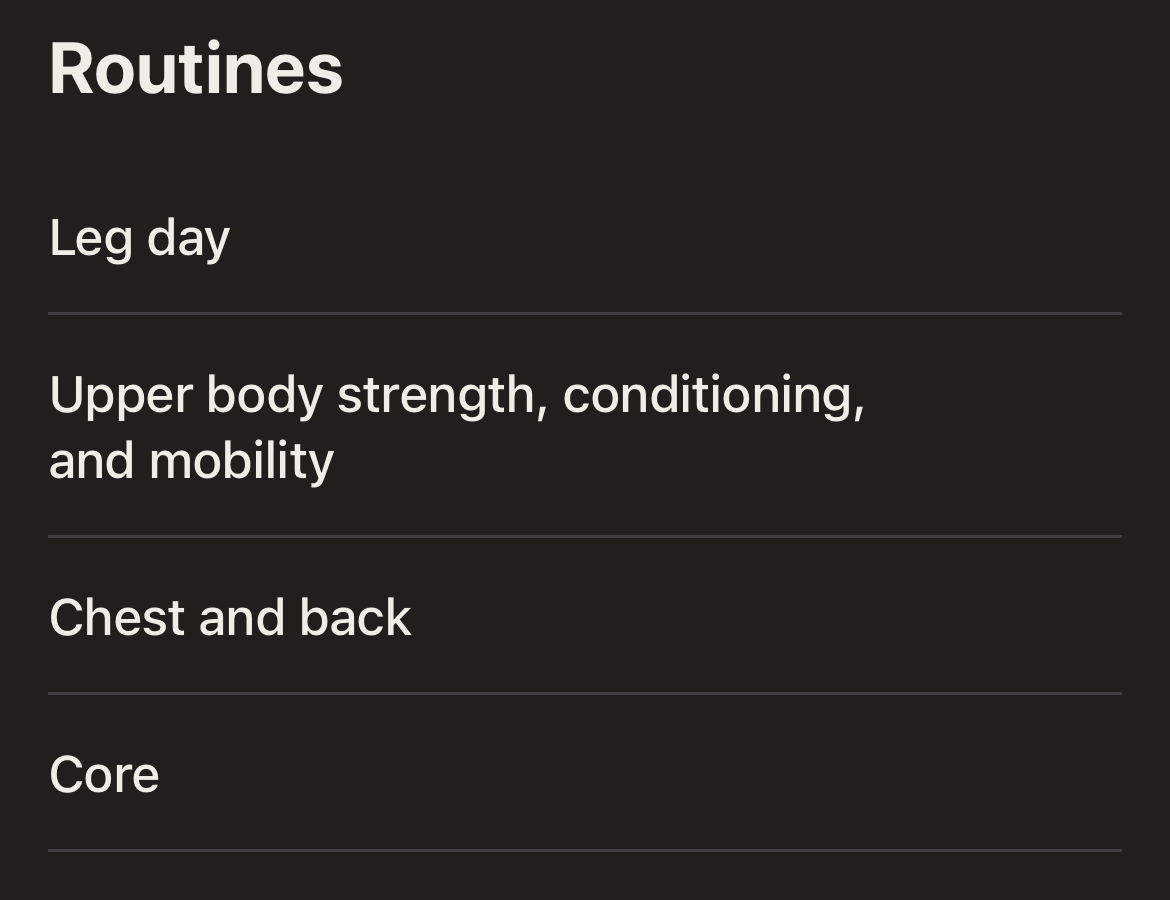 Routines
Leg day
Upper body strength, conditioning,
and mobility
Chest and back
Core